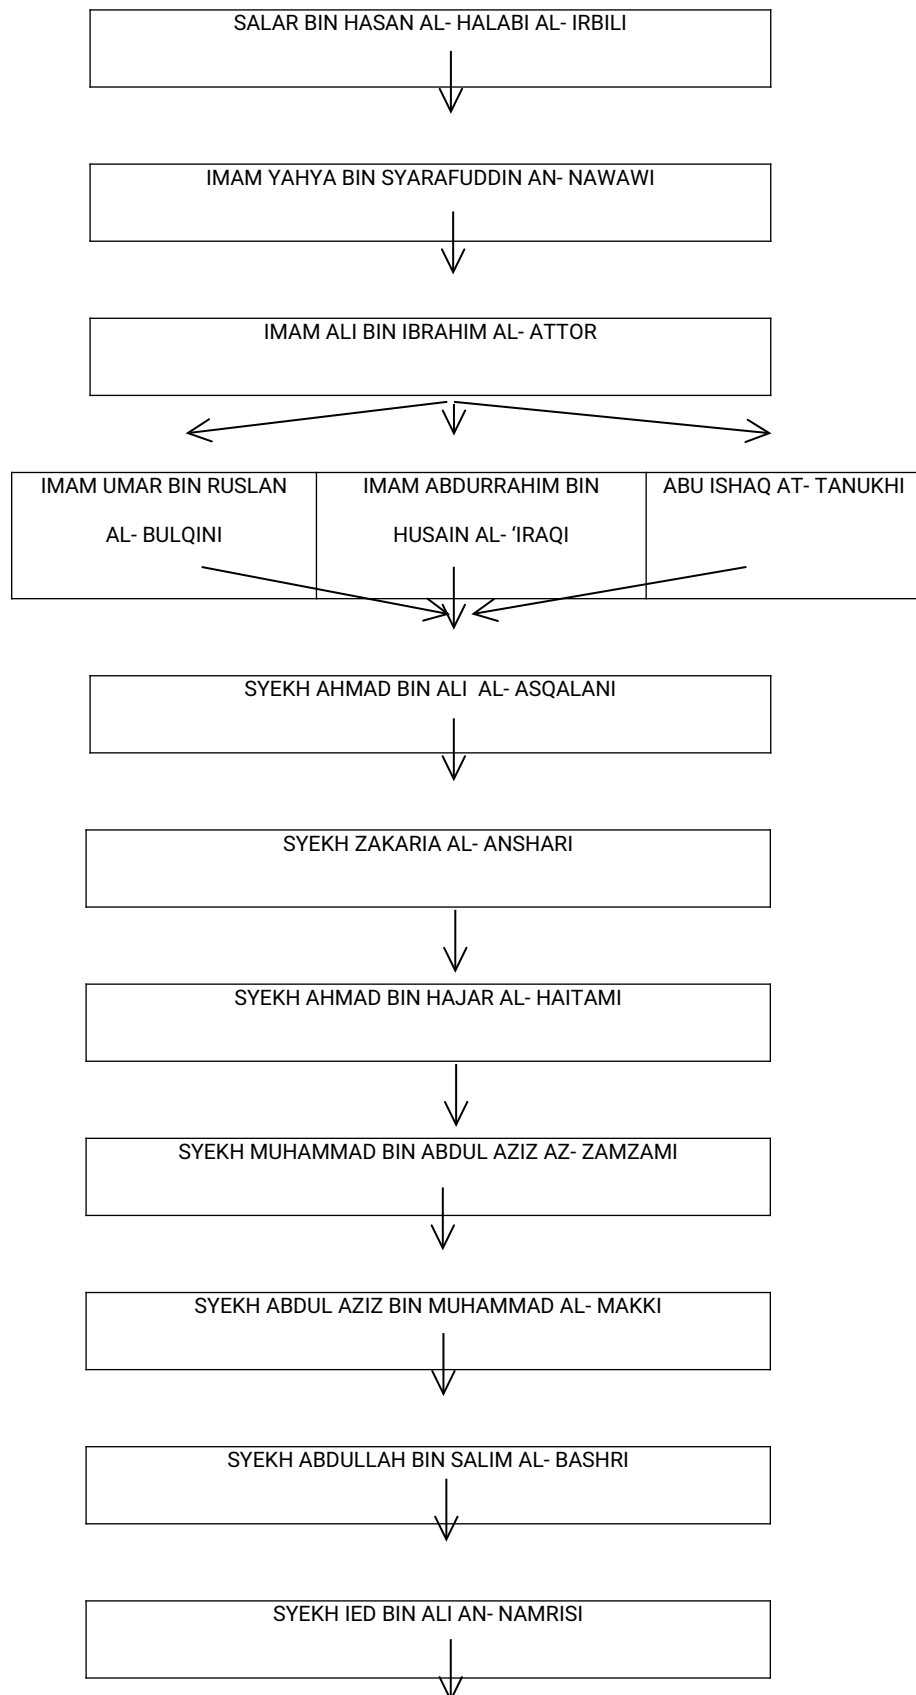 SALAR BIN HASAN AL- HALABI AL- IRBILI
IMAM YAHYA BIN SYARAFUDDIN AN- NAWAWI
IMAM ALI BIN IBRAHIM AL- ATTOR
IMAM UMAR BIN RUSLAN
AL- BULQINI
IMAM ABDURRAHIM BIN
HUSAIN AL- ‘IRAQI
ABU ISHAQ AT- TANUKHI
SYEKH AHMAD BIN ALI  AL- ASQALANI
SYEKH ZAKARIA AL- ANSHARI
SYEKH AHMAD BIN HAJAR AL- HAITAMI
SYEKH MUHAMMAD BIN ABDUL AZIZ AZ- ZAMZAMI
SYEKH ABDUL AZIZ BIN MUHAMMAD AL- MAKKI
SYEKH ABDULLAH BIN SALIM AL- BASHRI
SYEKH IED BIN ALI AN- NAMRISI